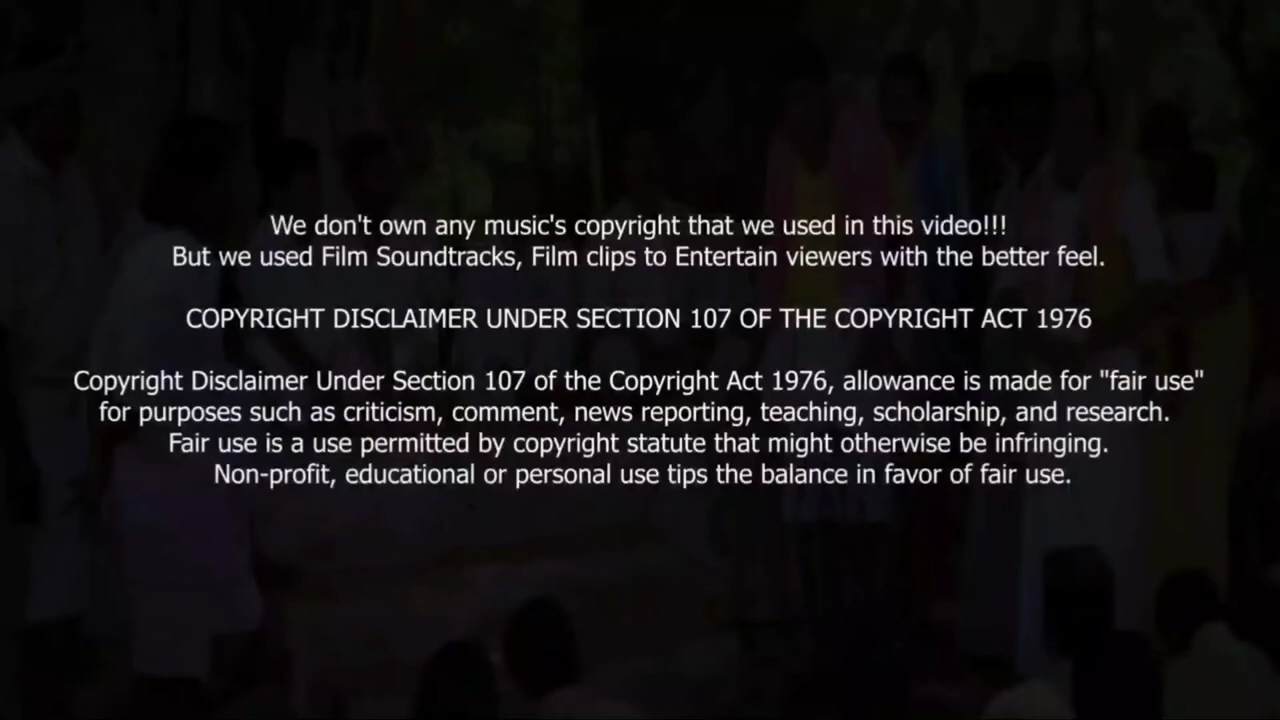 We don't own any music's copyright that we used in this video!!!
But we used Film Soundtracks, Film clips to Entertain viewers with the better feel.
COPYRIGHT DISCLAIMER UNDER SECTION 107 OF THE COPYRIGHT ACT 1976
Copyright Disclaimer Under Section 107 of the Copyright Act 1976, allowance is made for "fair use"
for purposes such as criticism, comment, news reporting, teaching, scholarship, and research.
Fair use is a use permitted by copyright statute that might otherwise be infringing.
Non-profit, educational or personal use tips the balance in favor of fair use.